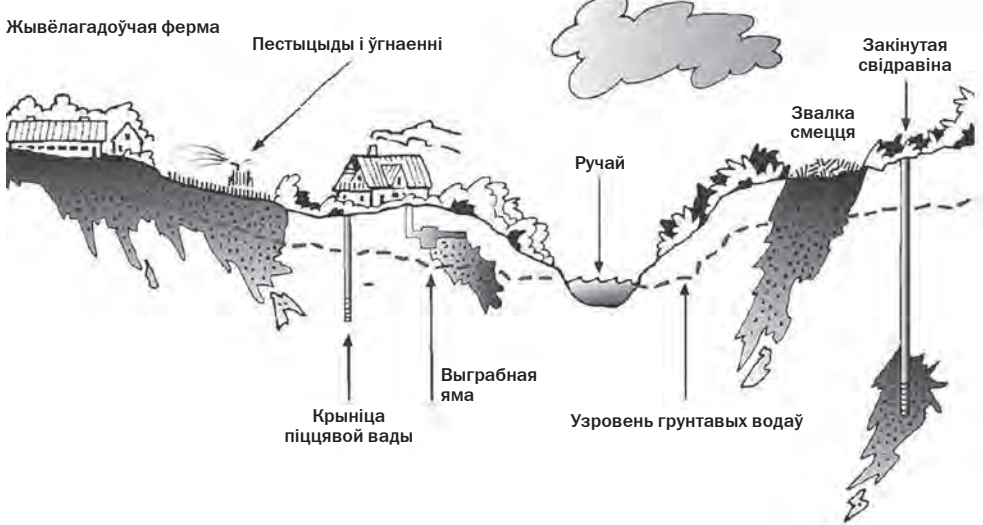 Жывёлагадоўчая ферма
Пестыцыды і ўгнаенні
Закінутая
свідравіна
Звалка
смецця
Ручай
Выграбная
яма
Крыніца
піццявой вады
Узровень грунтавых водаў